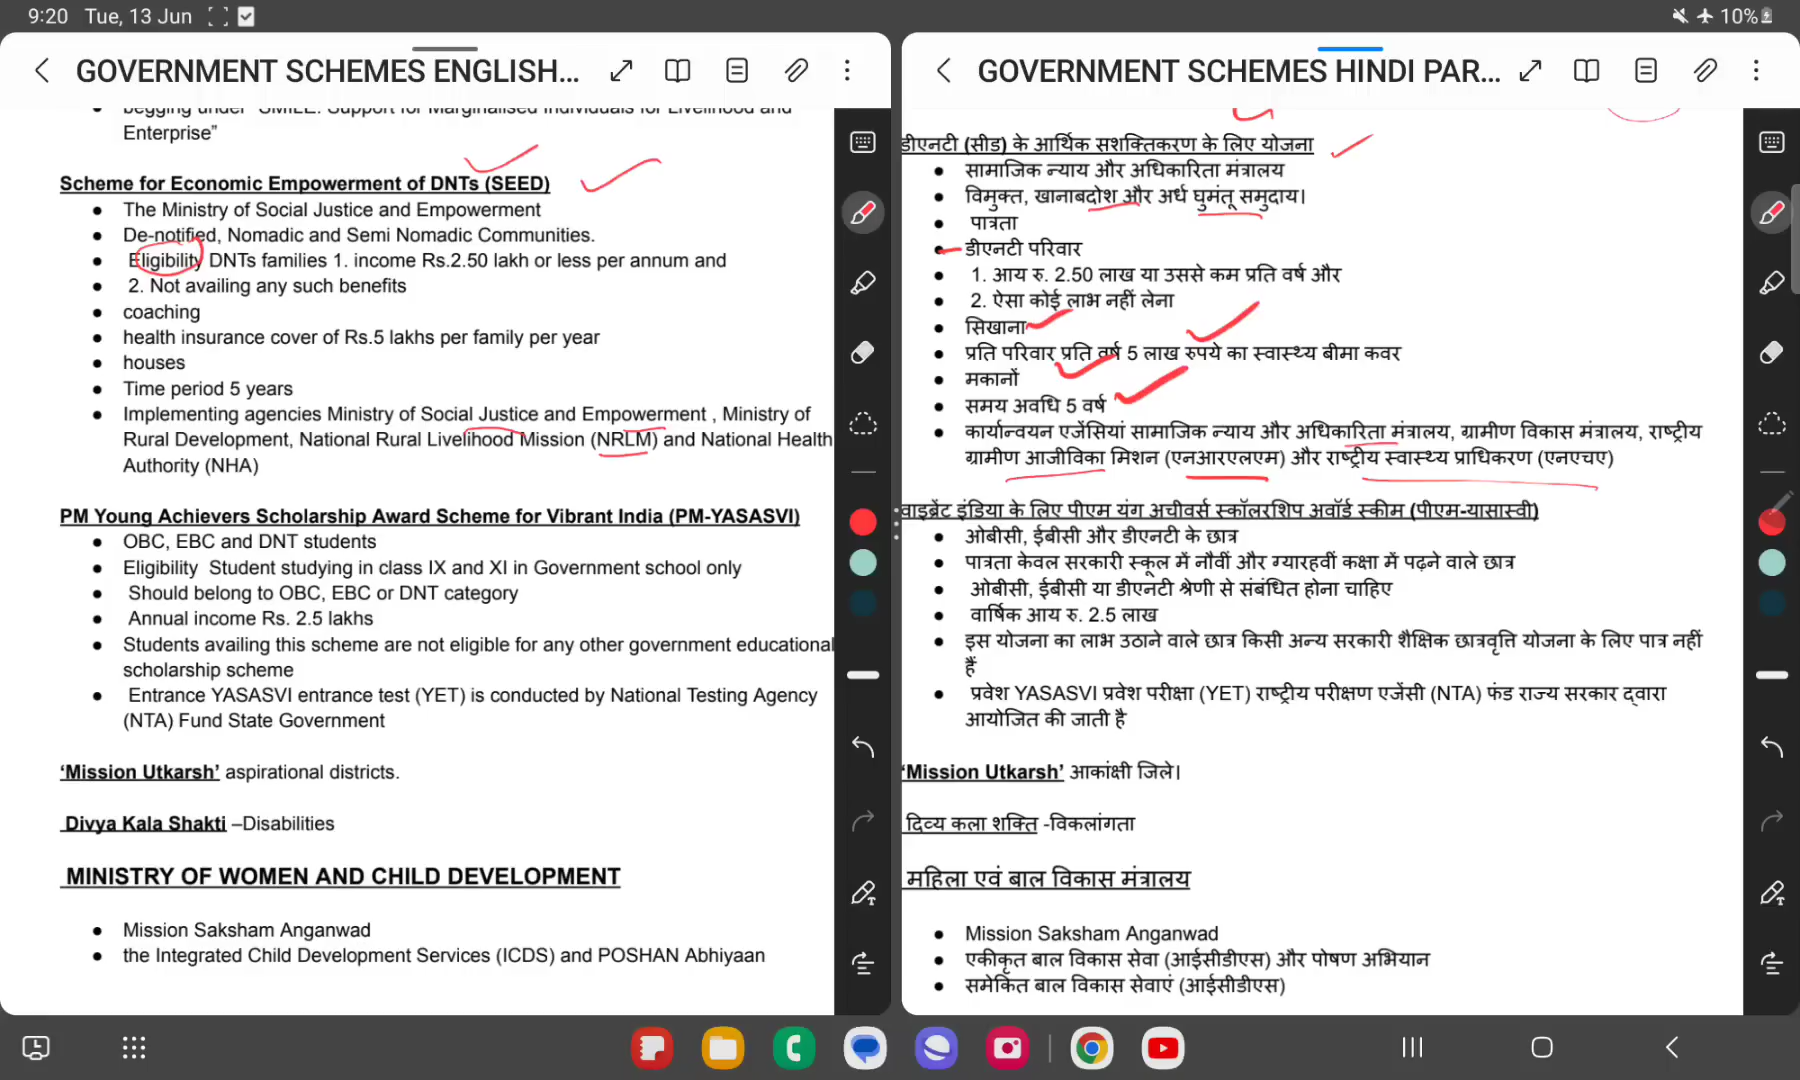 9:20 Tue, 13 Jun
10%
GOVERNMENT SCHEMES ENGLISH...
begging under "SMILE: Support for Marginalised Individuals for Livelihood and
Enterprise”
Scheme for Economic Empowerment of DNTs (SEED)
The Ministry of Social Justice and Empowerment
De-notified, Nomadic and Semi Nomadic Communities.
Eligibility DNTs families 1. income Rs.2.50 lakh or less per annum and
2. Not availing any such benefits
coaching
health insurance cover of Rs.5 lakhs per family per year
houses
Time period 5 years
Implementing agencies Ministry of Social Justice and Empowerment , Ministry of
Rural Development, National Rural Livelihood Mission (NRLM) and National Health
Authority (NHA)
PM Young Achievers Scholarship Award Scheme for Vibrant India (PM-YASASVI)
OBC, EBC and DNT students
Eligibility Student studying in class IX and XI in Government school only
Should belong to OBC, EBC or DNT category
Annual income Rs. 2.5 lakhs
Students availing this scheme are not eligible for any other government educational
scholarship scheme
Entrance YASASVI entrance test (YET) is conducted by National Testing Agency
(NTA) Fund State Government
‘Mission Utkarsh’ aspirational districts.
Divya Kala Shakti –Disabilities
MINISTRY OF WOMEN AND CHILD DEVELOPMENT
Mission Saksham Anganwad
the Integrated Child Development Services (ICDS) and POSHAN Abhiyaan
GOVERNMENT SCHEMES HINDI PAR...
डीएनटी (सीड) के आर्थिक सशक्तिकरण के लिए योजना
सामाजिक न्याय और अधिकारिता मंत्रालय
विमुक्त, खानाबदोश और अर्ध घुमंतू समुदाय।
पात्रता
डीएनटी परिवार
1. आय रु. 2.50 लाख या उससे कम प्रति वर्ष और
2. ऐसा कोई लाभ नहीं लेना
सिखाना
प्रति परिवार प्रति वर्ष 5 लाख रुपये का स्वास्थ्य बीमा कवर
मकानों
समय अवधि 5 वर्ष
कार्यान्वयन एजेंसियां सामाजिक न्याय और अधिकारिता मंत्रालय, ग्रामीण विकास मंत्रालय, राष्ट्रीय
ग्रामीण आजीविका मिशन (एनआरएलएम) और राष्ट्रीय स्वास्थ्य प्राधिकरण (एनएचए)
वाइब्रेंट इंडिया के लिए पीएम यंग अचीवर्स स्कॉलरशिप अवॉर्ड स्कीम (पीएम-यासास्वी)
ओबीसी, ईबीसी और डीएनटी के छात्र
पात्रता केवल सरकारी स्कूल में नौवीं और ग्यारहवीं कक्षा में पढ़ने वाले छात्र
ओबीसी, ईबीसी या डीएनटी श्रेणी से संबंधित होना चाहिए
वार्षिक आय रु. 2.5 लाख
इस योजना का लाभ उठाने वाले छात्र किसी अन्य सरकारी शैक्षिक छात्रवृत्ति योजना के लिए पात्र नहीं
हैं
प्रवेश YASASVI प्रवेश परीक्षा (YET) राष्ट्रीय परीक्षण एजेंसी (NTA) फंड राज्य सरकार द्वारा
आयोजित की जाती है
‘Mission Utkarsh’ आकांक्षी जिले।
दिव्य कला शक्ति -विकलांगता
महिला एवं बाल विकास मंत्रालय
Mission Saksham Anganwad
एकीकृत बाल विकास सेवा (आईसीडीएस) और पोषण अभियान
समेकित बाल विकास सेवाएं (आईसीडीएस)